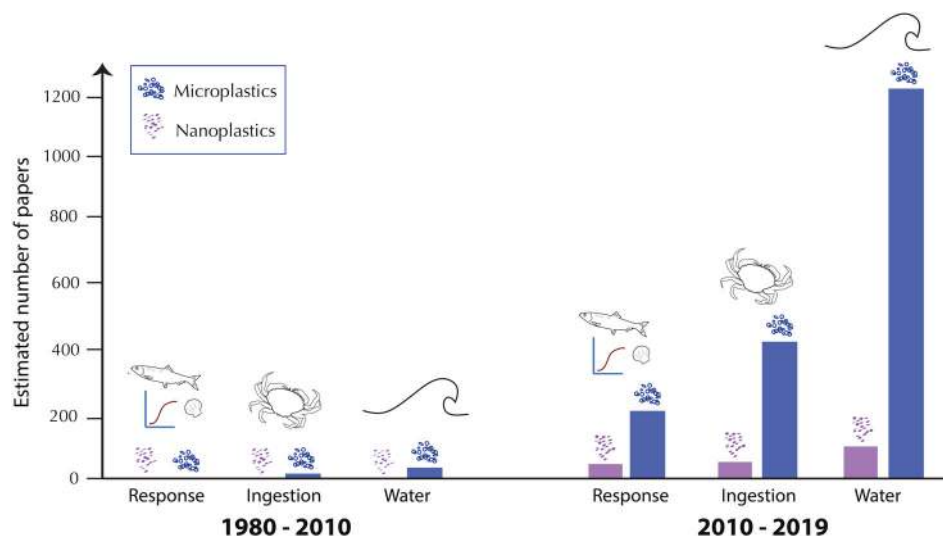 Microplastics
Nanoplastics
Estimated number of papers
1200
1000
800
600
400
200
0
Response Ingestion Water Response Ingestion Water
1980 - 2010 2010 - 2019